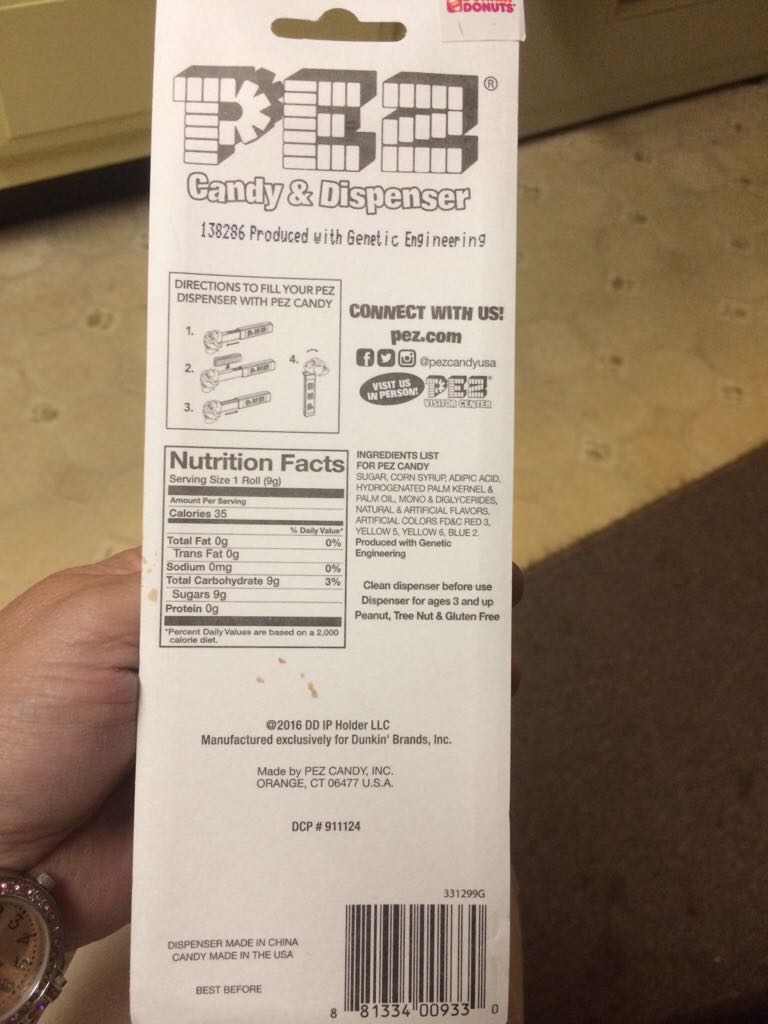 DONUTS
PEZ®
Candy & Dispenser
138286 Produced with Genetic Engineering
DIRECTIONS TO FILL YOUR PEZ
DISPENSER WITH PEZ CANDY
1.
2.
3.
4.
CONNECT WITH US!
pez.com
@pezcandyusa
VISIT US
IN PERSON!
PEZ
VISITOR CENTER
Nutrition Facts
Serving Size 1 Roll (9g)
Amount Per Serving
Calories 35
% Daily Value*
Total Fat 0g 0%
Trans Fat 0g
Sodium 0mg 0%
Total Carbohydrate 9g 3%
Sugars 9g
Protein 0g
*Percent Daily Values are based on a 2,000
calorie diet.
INGREDIENTS LIST
FOR PEZ CANDY
SUGAR, CORN SYRUP, ADIPIC ACID,
HYDROGENATED PALM KERNEL &
PALM OIL, MONO & DIGLYCERIDES,
NATURAL & ARTIFICIAL FLAVORS,
ARTIFICIAL COLORS FD&C RED 3,
YELLOW 5, YELLOW 6, BLUE 2.
Produced with Genetic
Engineering
Clean dispenser before use
Dispenser for ages 3 and up
Peanut, Tree Nut & Gluten Free
@2016 DD IP Holder LLC
Manufactured exclusively for Dunkin' Brands, Inc.
Made by PEZ CANDY, INC.
ORANGE, CT 06477 U.S.A.
DCP # 911124
331299G
DISPENSER MADE IN CHINA
CANDY MADE IN THE USA
BEST BEFORE
8 81334 00933 0